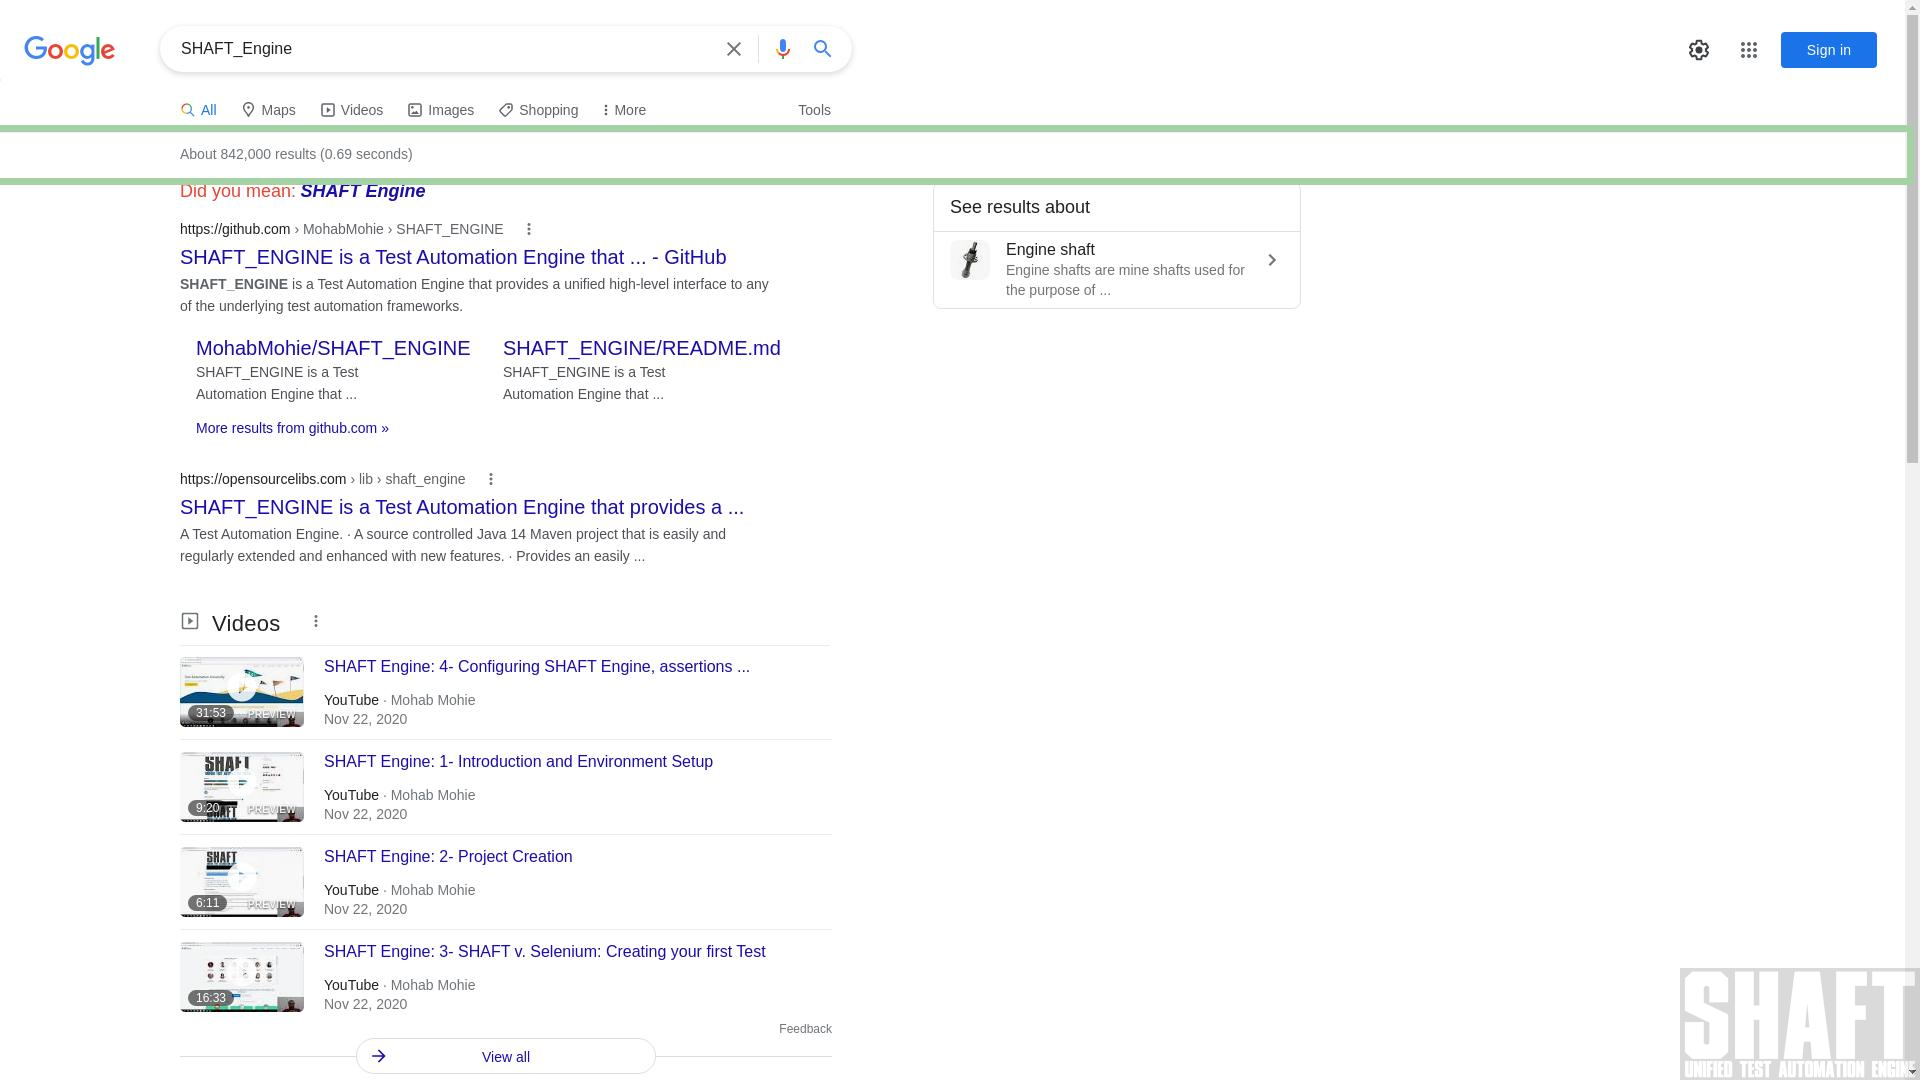 Google
SHAFT_Engine
Sign in
All
Maps
Videos
Images
Shopping
More
Tools
About 842,000 results (0.69 seconds)
Did you mean: SHAFT Engine
https://github.com › MohabMohie › SHAFT_ENGINE
SHAFT_ENGINE is a Test Automation Engine that ... - GitHub
SHAFT_ENGINE is a Test Automation Engine that provides a unified high-level interface to any
of the underlying test automation frameworks.
MohabMohie/SHAFT_ENGINE
SHAFT_ENGINE is a Test
Automation Engine that ...
SHAFT_ENGINE/README.md
SHAFT_ENGINE is a Test
Automation Engine that ...
More results from github.com »
https://opensourcelibs.com › lib › shaft_engine
SHAFT_ENGINE is a Test Automation Engine that provides a ...
A Test Automation Engine. · A source controlled Java 14 Maven project that is easily and
regularly extended and enhanced with new features. · Provides an easily ...
Videos
SHAFT Engine: 4- Configuring SHAFT Engine, assertions ...
31:53
PREVIEW
YouTube · Mohab Mohie
Nov 22, 2020
SHAFT
SHAFT Engine: 1- Introduction and Environment Setup
9:20
PREVIEW
SHAFT
YouTube · Mohab Mohie
Nov 22, 2020
SHAFT
SHAFT Engine: 2- Project Creation
6:11
PREVIEW
YouTube · Mohab Mohie
Nov 22, 2020
SHAFT Engine: 3- SHAFT v. Selenium: Creating your first Test
16:33
YouTube · Mohab Mohie
Nov 22, 2020
Feedback
View all
See results about
Engine shaft
Engine shafts are mine shafts used for
the purpose of ...
SHAFT
UNIFIED TEST AUTOMATION ENGINE